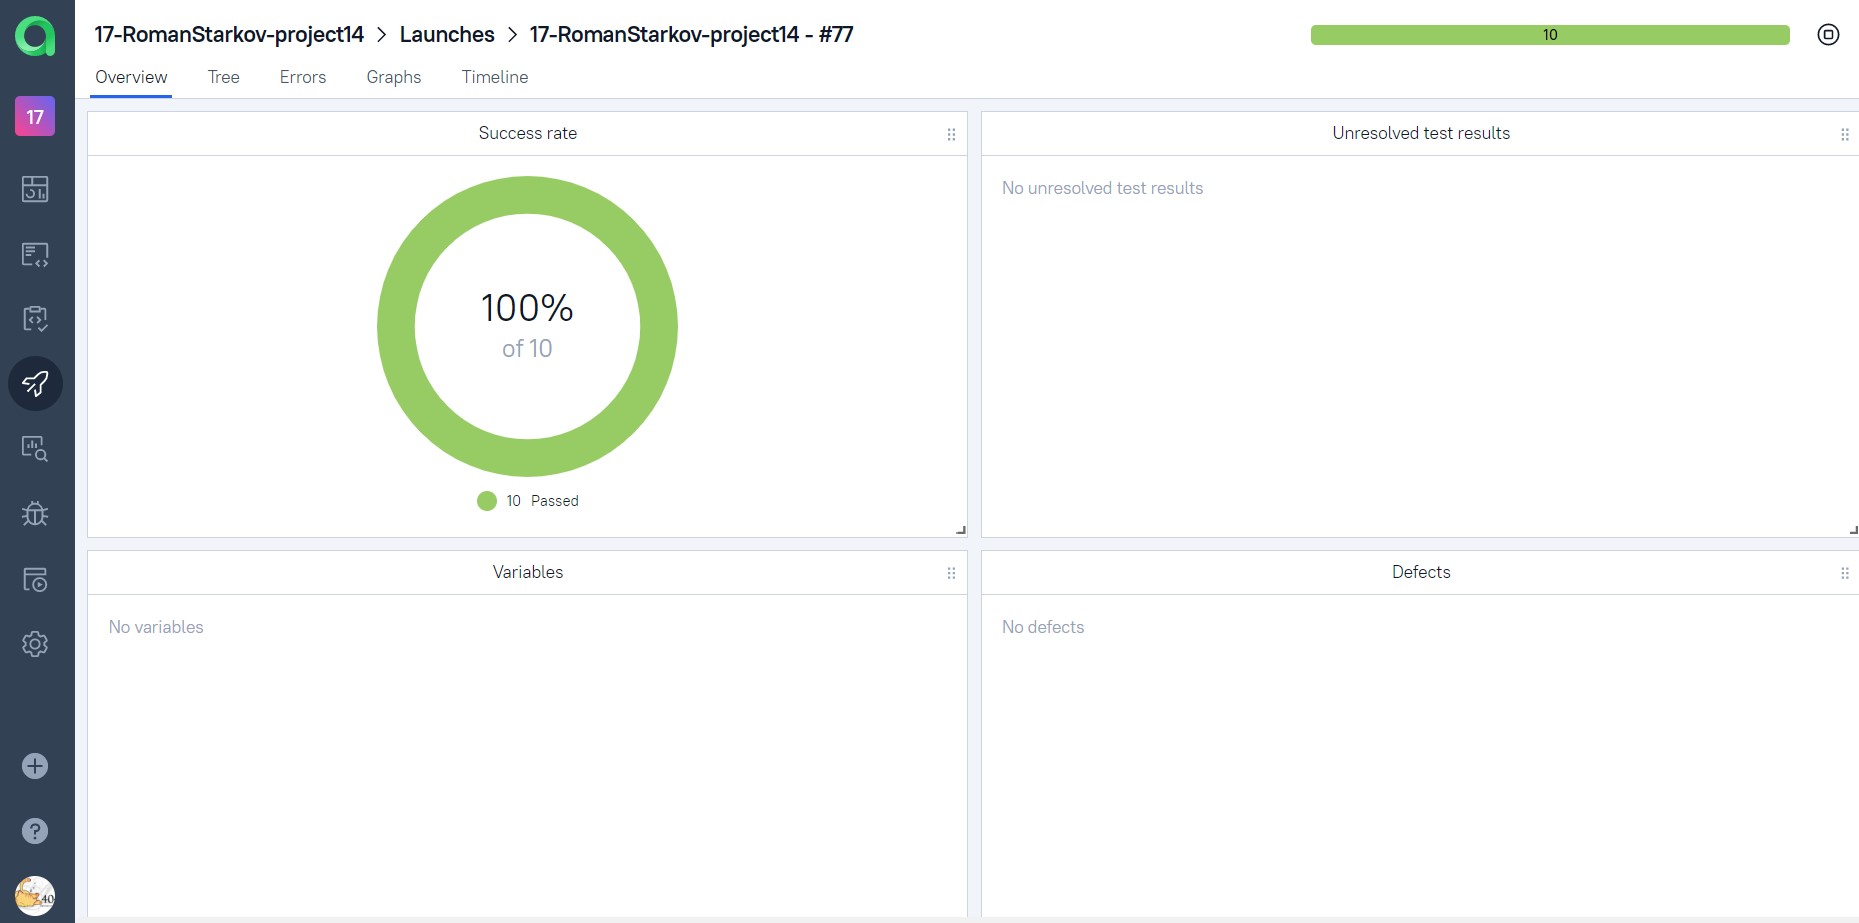 17-RomanStarkov-project14 > Launches > 17-RomanStarkov-project14 - #77
10
Overview Tree Errors Graphs Timeline
17
Success rate
100%
of 10
10 Passed
Unresolved test results
No unresolved test results
Variables
No variables
Defects
No defects
?
40